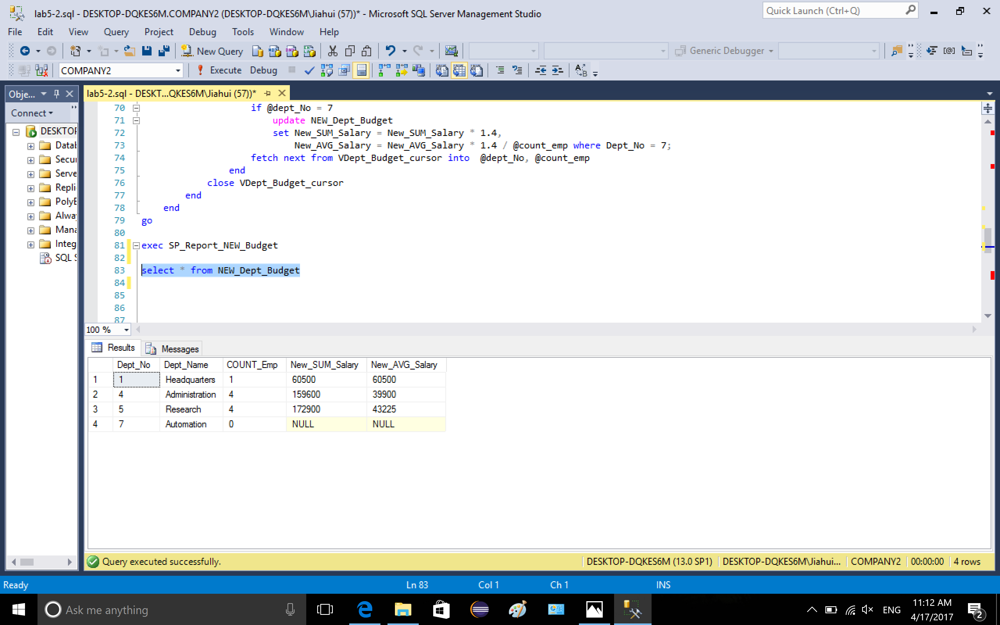 lab5-2.sql - DESKTOP-DQKES6M.COMPANY2 (DESKTOP-DQKES6M\Jiahui (57))* - Microsoft SQL Server Management Studio
Quick Launch (Ctrl+Q)
File Edit View Query Project Debug Tools Window Help
New Query
Generic Debugger
COMPANY2
Execute Debug
Obje...
lab5-2.sql - DESKT...QKES6M\Jiahui (57))*
Connect
DESKTOP
Datab
Secur
Serve
Repli
PolyB
Alway
Mana
Integ
SQL S
70 if @dept_No = 7
71 update NEW_Dept_Budget
72 set New_SUM_Salary = New_SUM_Salary * 1.4,
73 New_AVG_Salary = New_AVG_Salary * 1.4 / @count_emp where Dept_No = 7;
74 fetch next from VDept_Budget_cursor into @dept_No, @count_emp
75 end
76 close VDept_Budget_cursor
77 end
78 end
79 go
80
81 exec SP_Report_NEW_Budget
82
83 select * from NEW_Dept_Budget
84
85
86
87
100 %
Results Messages
Dept_No Dept_Name COUNT_Emp New_SUM_Salary New_AVG_Salary
1 1 Headquarters 1 60500 60500
2 4 Administration 4 159600 39900
3 5 Research 4 172900 43225
4 7 Automation 0 NULL NULL
Query executed successfully. DESKTOP-DQKES6M (13.0 SP1) DESKTOP-DQKES6M\Jiahui... COMPANY2 00:00:00 4 rows
Ready Ln 83 Col 1 Ch 1 INS
Ask me anything
ENG
11:12 AM
4/17/2017
2